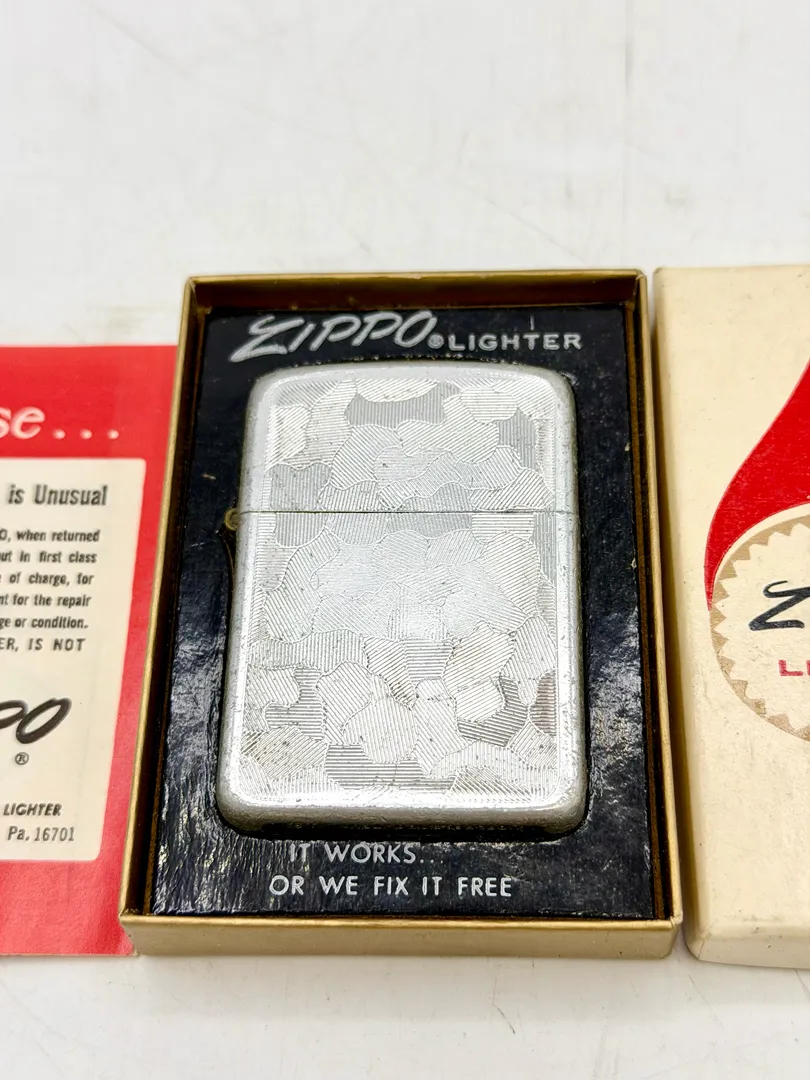 ZIPPO® LIGHTER
IT WORKS...
OR WE FIX IT FREE
se...
is Unusual
O, when returned
ut in first class
of charge, for
nt for the repair
ge or condition.
ER, IS NOT
PO
®
LIGHTER
Pa. 16701
Z
LI